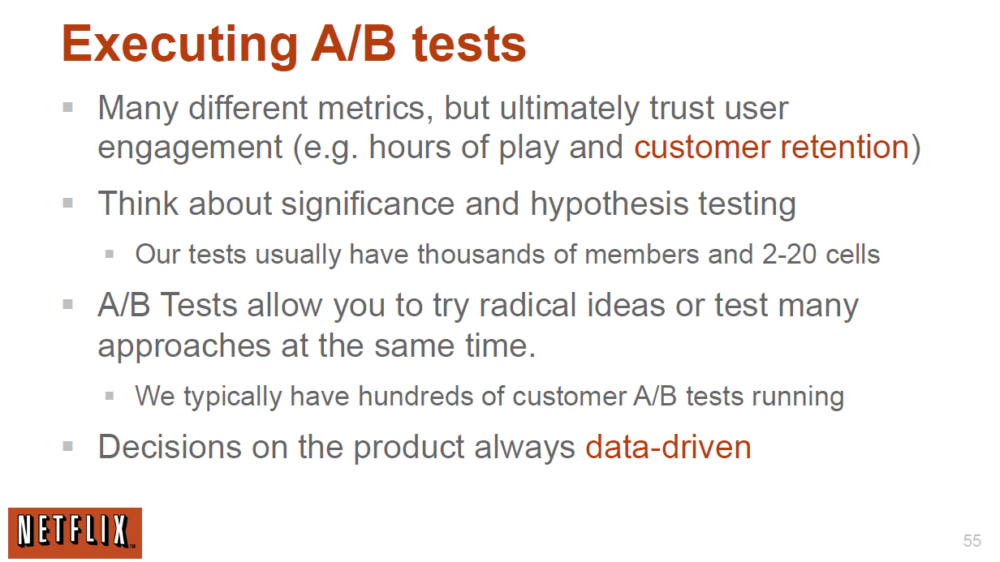 Executing A/B tests
▪ Many different metrics, but ultimately trust user
engagement (e.g. hours of play and customer retention)
▪ Think about significance and hypothesis testing
▪ Our tests usually have thousands of members and 2-20 cells
▪ A/B Tests allow you to try radical ideas or test many
approaches at the same time.
▪ We typically have hundreds of customer A/B tests running
▪ Decisions on the product always data-driven
NETFLIX™
55